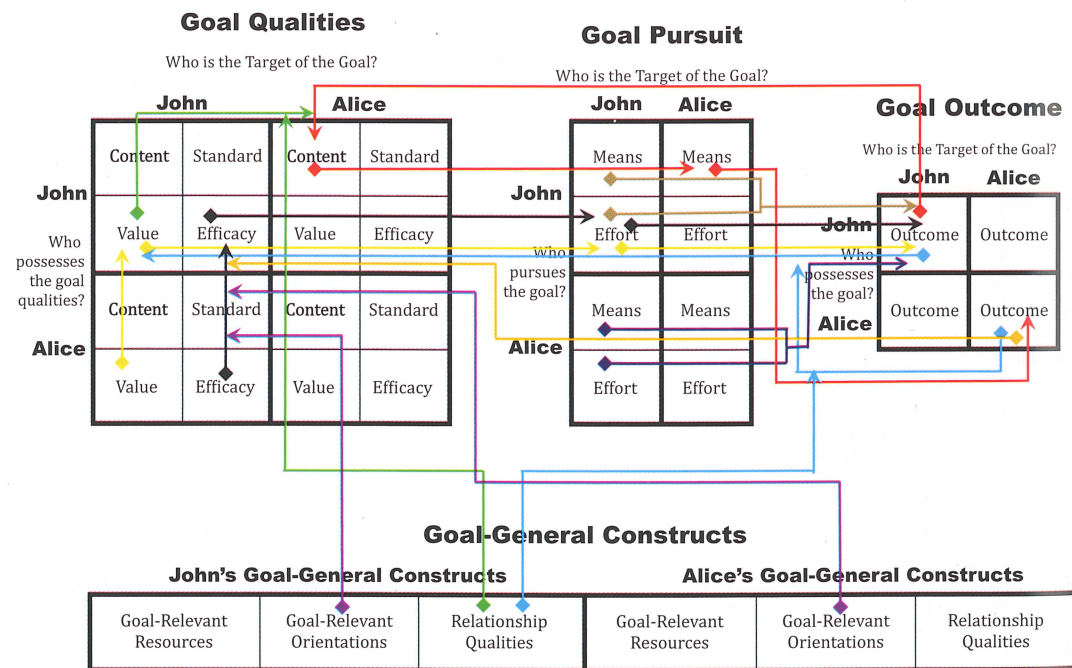 Goal Qualities
Who is the Target of the Goal?
John
Alice
Content
Standard
Content
Standard
John
Value
Efficacy
Value
Efficacy
Who
possesses
the goal
qualities?
Content
Standard
Content
Standard
Alice
Value
Efficacy
Value
Efficacy
Goal Pursuit
Who is the Target of the Goal?
John
Alice
Means
Means
John
Effort
Effort
Who
pursues
the goal?
Means
Means
Alice
Effort
Effort
Goal Outcome
Who is the Target of the Goal?
John
Alice
John
Outcome
Outcome
Who
possesses
the goal?
Outcome
Outcome
Alice
Goal-General Constructs
John's Goal-General Constructs
Alice's Goal-General Constructs
Goal-Relevant
Resources
Goal-Relevant
Orientations
Relationship
Qualities
Goal-Relevant
Resources
Goal-Relevant
Orientations
Relationship
Qualities